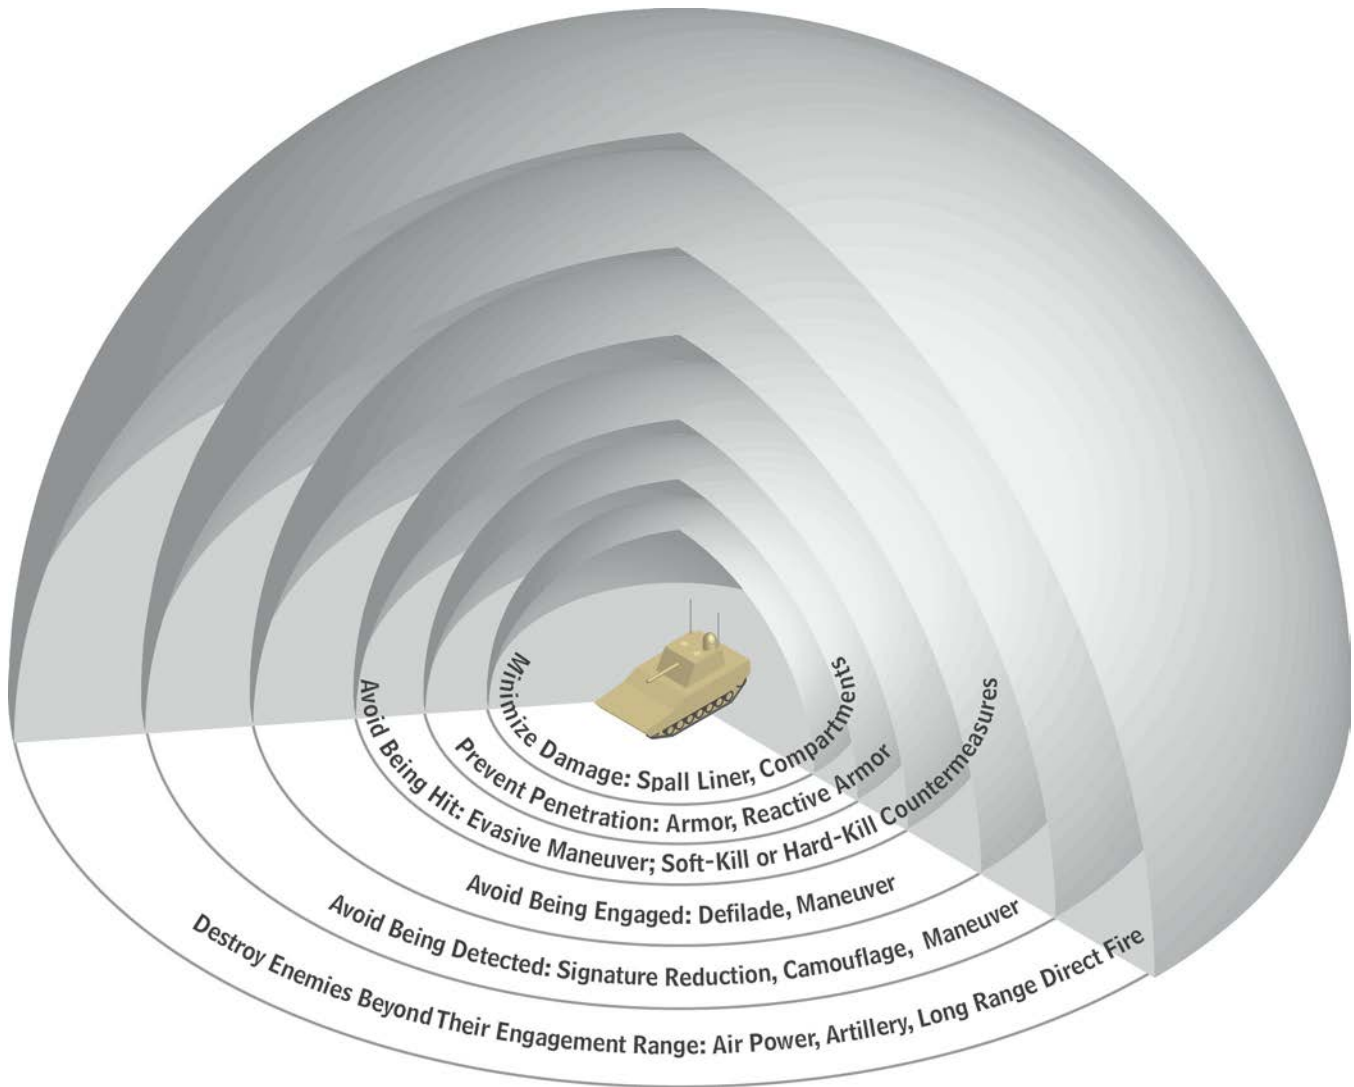 Minimize Damage: Spall Liner, Compartments
Prevent Penetration: Armor, Reactive Armor
Avoid Being Hit: Evasive Maneuver; Soft-Kill or Hard-Kill Countermeasures
Avoid Being Engaged: Defilade, Maneuver
Avoid Being Detected: Signature Reduction, Camouflage, Maneuver
Destroy Enemies Beyond Their Engagement Range: Air Power, Artillery, Long Range Direct Fire